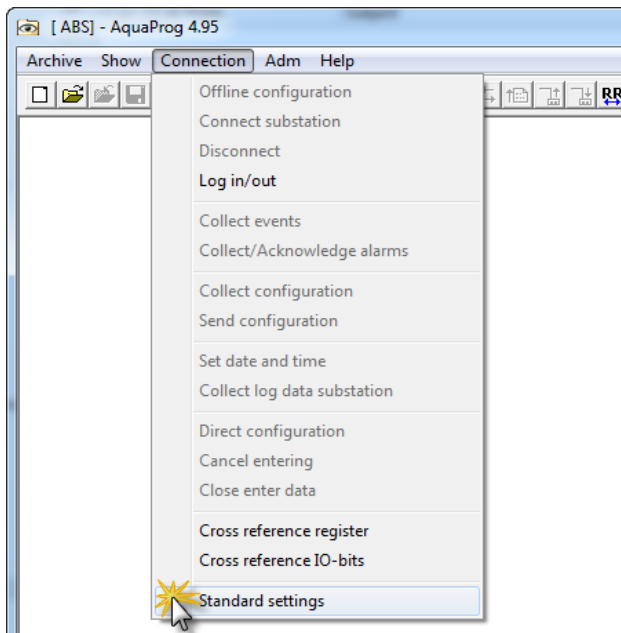 [ ABS] - AquaProg 4.95
Archive Show Connection Adm Help
RR
Offline configuration
Connect substation
Disconnect
Log in/out
Collect events
Collect/Acknowledge alarms
Collect configuration
Send configuration
Set date and time
Collect log data substation
Direct configuration
Cancel entering
Close enter data
Cross reference register
Cross reference IO-bits
Standard settings